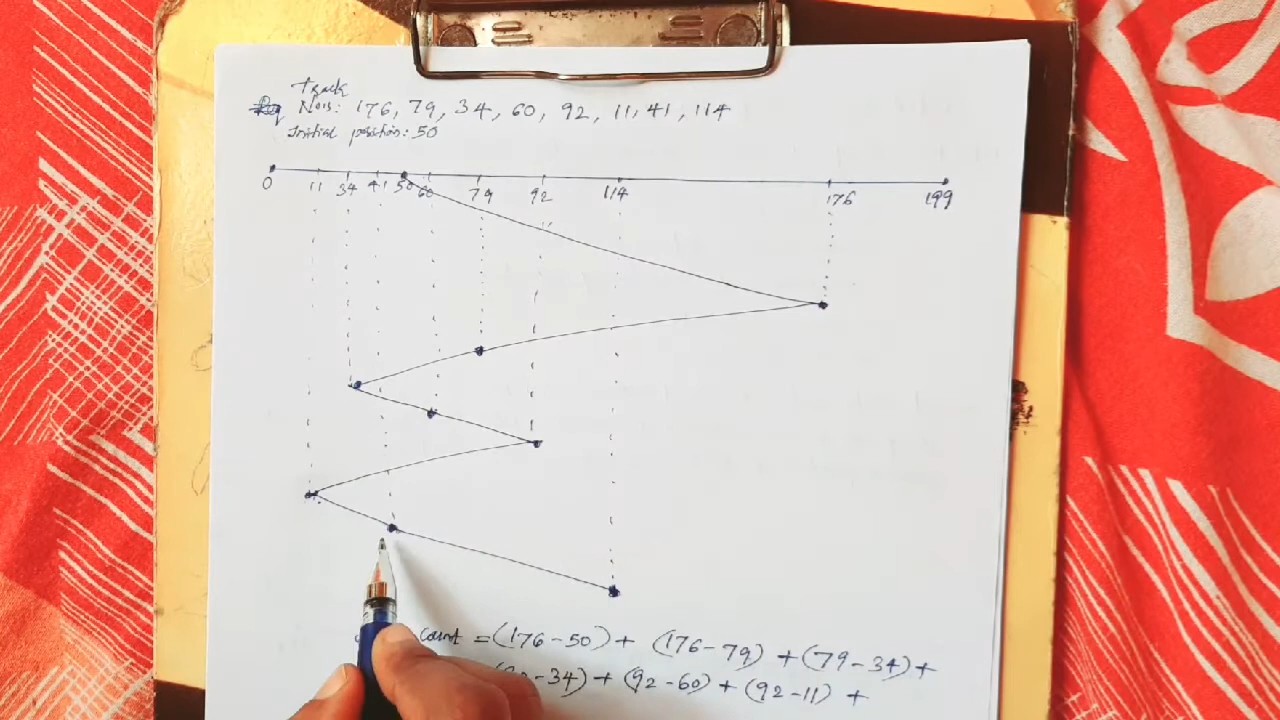 Track
Nos: 176, 79, 34, 60, 92, 11, 41, 114
Initial position: 50
0 11 34 41 50 60 79 92 114 176 199
count = (176-50) + (176-79) + (79-34) +
-34) + (92-60) + (92-11) +